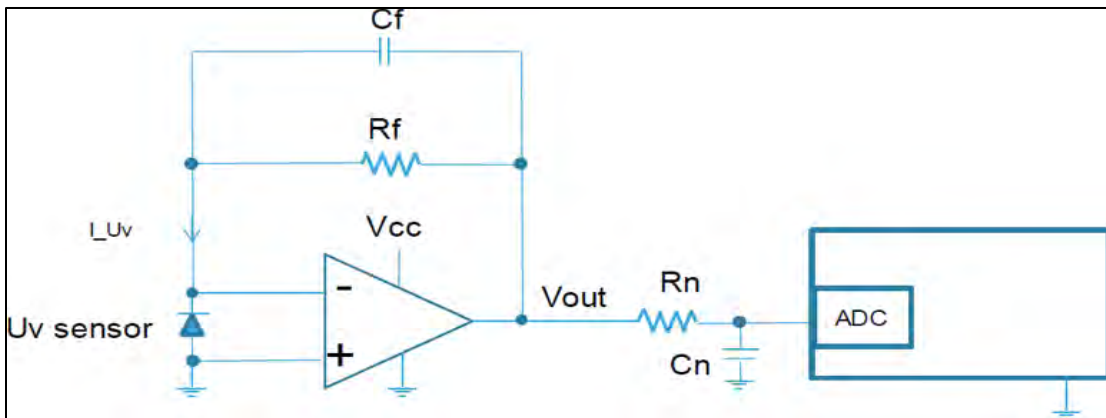 Cf
Rf
I_Uv
Vcc
-
Uv sensor
+
Vout
Rn
Cn
ADC